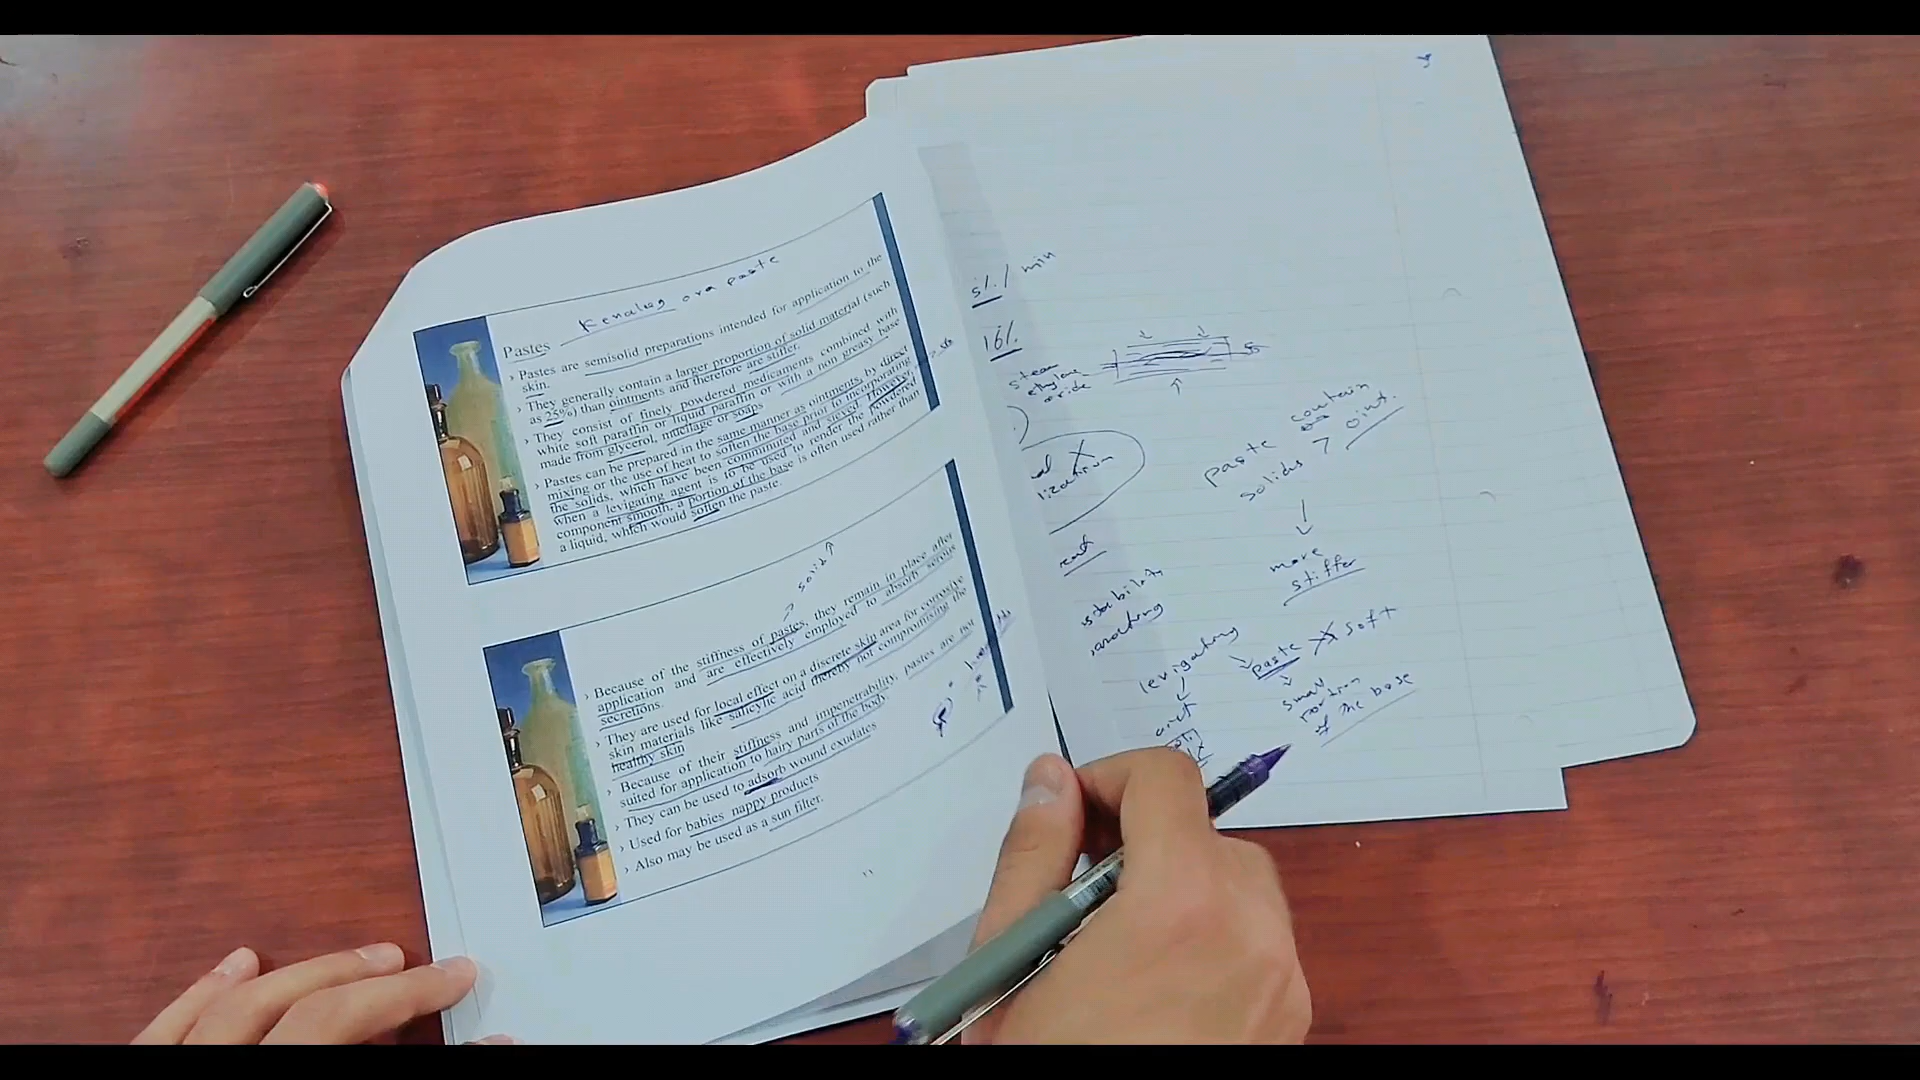 Kenalog ora paste
Pastes
› Pastes are semisolid preparations intended for application to the
skin.
› They generally contain a larger proportion of solid material (such
as 25%) than ointments and therefore are stiffer.
› They consist of finely powdered medicaments combined with
white soft paraffin or liquid paraffin or with a non greasy base
made from glycerol, mucilage or soaps
› Pastes can be prepared in the same manner as ointments, by direct
mixing or the use of heat to soften the base prior to incorporating
the solids, which have been comminuted and sieved. However,
when a levigating agent is to be used to render the powdered
component smooth, a portion of the base is often used rather than
a liquid, which would soften the paste.
solid ↑
› Because of the stiffness of pastes, they remain in place after
application and are effectively employed to absorb serous
secretions.
› They are used for local effect on a discrete skin area for corrosive
skin materials like salicylic acid thereby not compromising the
healthy skin
› Because of their stiffness and impenetrability, pastes are not
suited for application to hairy parts of the body.
› They can be used to adsorb wound exudates
› Used for babies nappy products
› Also may be used as a sun filter.
5% / min
16%
steam
ethylene
oxide
paste contain
solids > oint.
more
stiffer
stability
levigating
paste X soft
small
portion
of the base